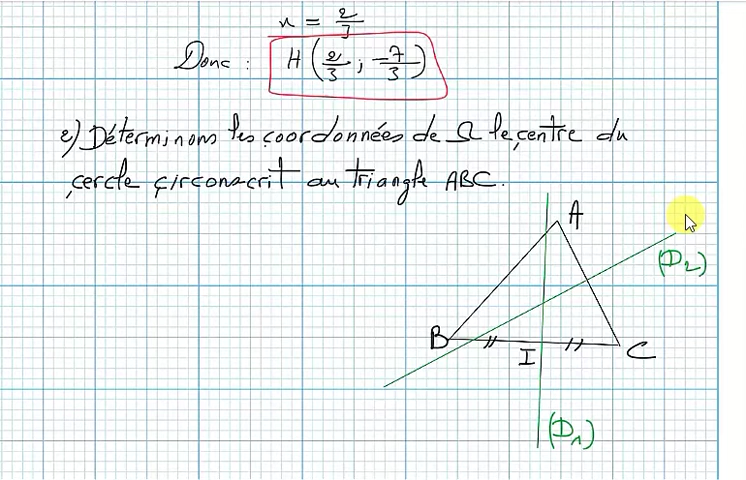 x = 2/3
Donc : H(2/3 ; -7/3)
2) Déterminons les coordonnées de Ω le centre du
cercle circonscrit au triangle ABC.
A
(D2)
B
I
C
(D1)